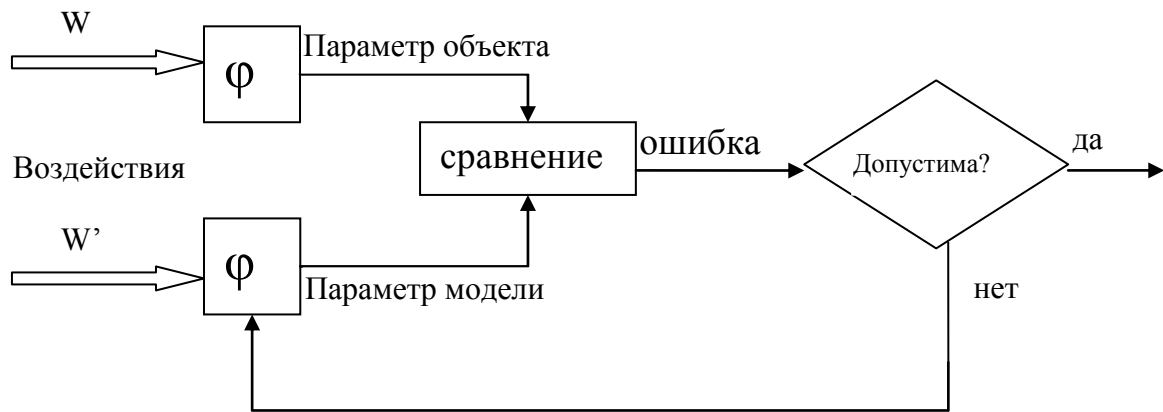 W
φ
Параметр объекта
сравнение
ошибка
Допустима?
да
Воздействия
W’
φ
Параметр модели
нет